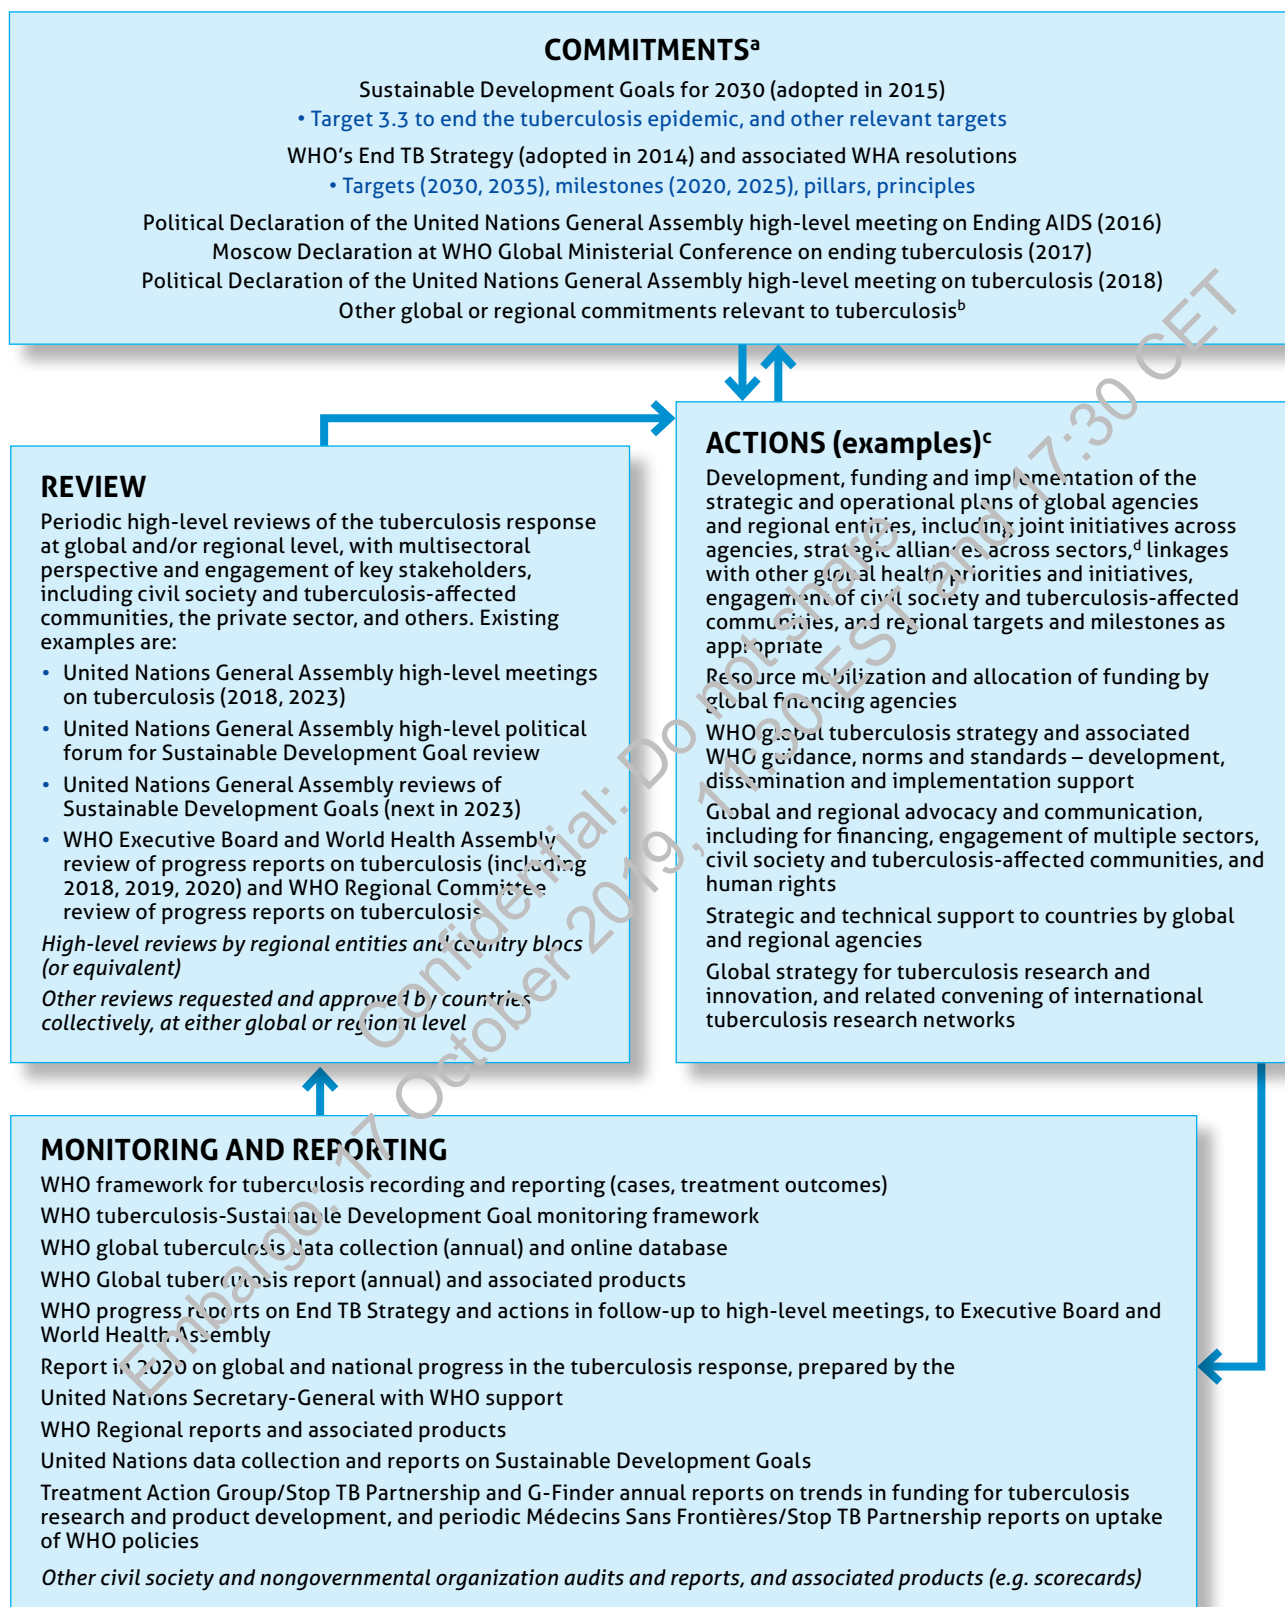 COMMITMENTSᵃ
Sustainable Development Goals for 2030 (adopted in 2015)
• Target 3.3 to end the tuberculosis epidemic, and other relevant targets
WHO's End TB Strategy (adopted in 2014) and associated WHA resolutions
• Targets (2030, 2035), milestones (2020, 2025), pillars, principles
Political Declaration of the United Nations General Assembly high-level meeting on Ending AIDS (2016)
Moscow Declaration at WHO Global Ministerial Conference on ending tuberculosis (2017)
Political Declaration of the United Nations General Assembly high-level meeting on tuberculosis (2018)
Other global or regional commitments relevant to tuberculosisᵇ
REVIEW
Periodic high-level reviews of the tuberculosis response
at global and/or regional level, with multisectoral
perspective and engagement of key stakeholders,
including civil society and tuberculosis-affected
communities, the private sector, and others. Existing
examples are:
• United Nations General Assembly high-level meetings
on tuberculosis (2018, 2023)
• United Nations General Assembly high-level political
forum for Sustainable Development Goal review
• United Nations General Assembly reviews of
Sustainable Development Goals (next in 2023)
• WHO Executive Board and World Health Assembly
review of progress reports on tuberculosis (including
2018, 2019, 2020) and WHO Regional Committee
review of progress reports on tuberculosis
High-level reviews by regional entities and country blocs
(or equivalent)
Other reviews requested and approved by countries
collectively, at either global or regional level
ACTIONS (examples)ᶜ
Development, funding and implementation of the
strategic and operational plans of global agencies
and regional entities, including joint initiatives across
agencies, strategic alliances across sectors,ᵈ linkages
with other global health priorities and initiatives,
engagement of civil society and tuberculosis-affected
communities, and regional targets and milestones as
appropriate
Resource mobilization and allocation of funding by
global financing agencies
WHO global tuberculosis strategy and associated
WHO guidance, norms and standards – development,
dissemination and implementation support
Global and regional advocacy and communication,
including for financing, engagement of multiple sectors,
civil society and tuberculosis-affected communities, and
human rights
Strategic and technical support to countries by global
and regional agencies
Global strategy for tuberculosis research and
innovation, and related convening of international
tuberculosis research networks
MONITORING AND REPORTING
WHO framework for tuberculosis recording and reporting (cases, treatment outcomes)
WHO tuberculosis-Sustainable Development Goal monitoring framework
WHO global tuberculosis data collection (annual) and online database
WHO Global tuberculosis report (annual) and associated products
WHO progress reports on End TB Strategy and actions in follow-up to high-level meetings, to Executive Board and
World Health Assembly
Report in 2020 on global and national progress in the tuberculosis response, prepared by the
United Nations Secretary-General with WHO support
WHO Regional reports and associated products
United Nations data collection and reports on Sustainable Development Goals
Treatment Action Group/Stop TB Partnership and G-Finder annual reports on trends in funding for tuberculosis
research and product development, and periodic Médecins Sans Frontières/Stop TB Partnership reports on uptake
of WHO policies
Other civil society and nongovernmental organization audits and reports, and associated products (e.g. scorecards)
Confidential: Do not share
Embargo: 17 October 2019, 11:30 EST and 17:30 CET